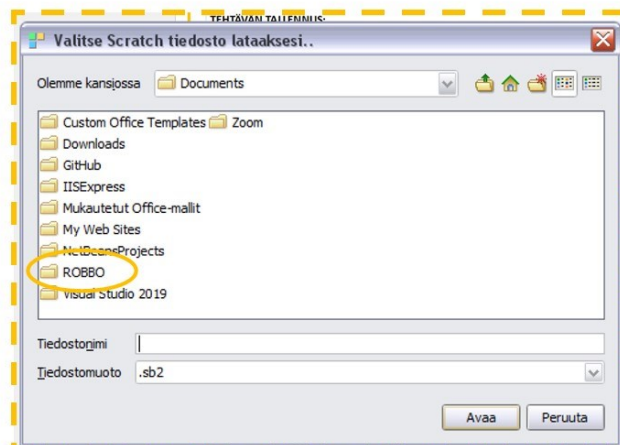 TEHTÄVÄN TALLENNUS:
Valitse Scratch tiedosto lataaksesi..
Olemme kansjossa Documents
Custom Office Templates Zoom
Downloads
GitHub
IISExpress
Mukautetut Office-mallit
My Web Sites
NetBeansProjects
ROBBO
Visual Studio 2019
Tiedostonimi
Tiedostomuoto .sb2
Avaa Peruuta